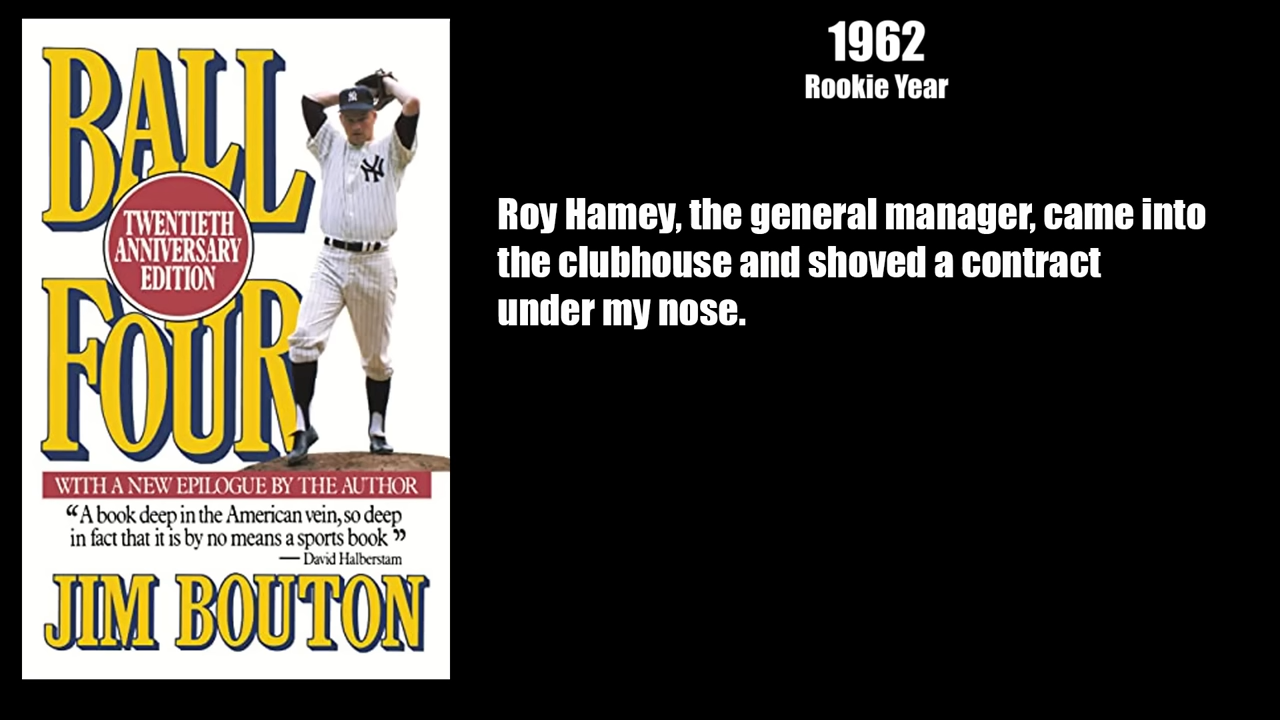 BALL
FOUR
TWENTIETH
ANNIVERSARY
EDITION
WITH A NEW EPILOGUE BY THE AUTHOR
“A book deep in the American vein, so deep
in fact that it is by no means a sports book”
— David Halberstam
JIM BOUTON
1962
Rookie Year
Roy Hamey, the general manager, came into
the clubhouse and shoved a contract
under my nose.